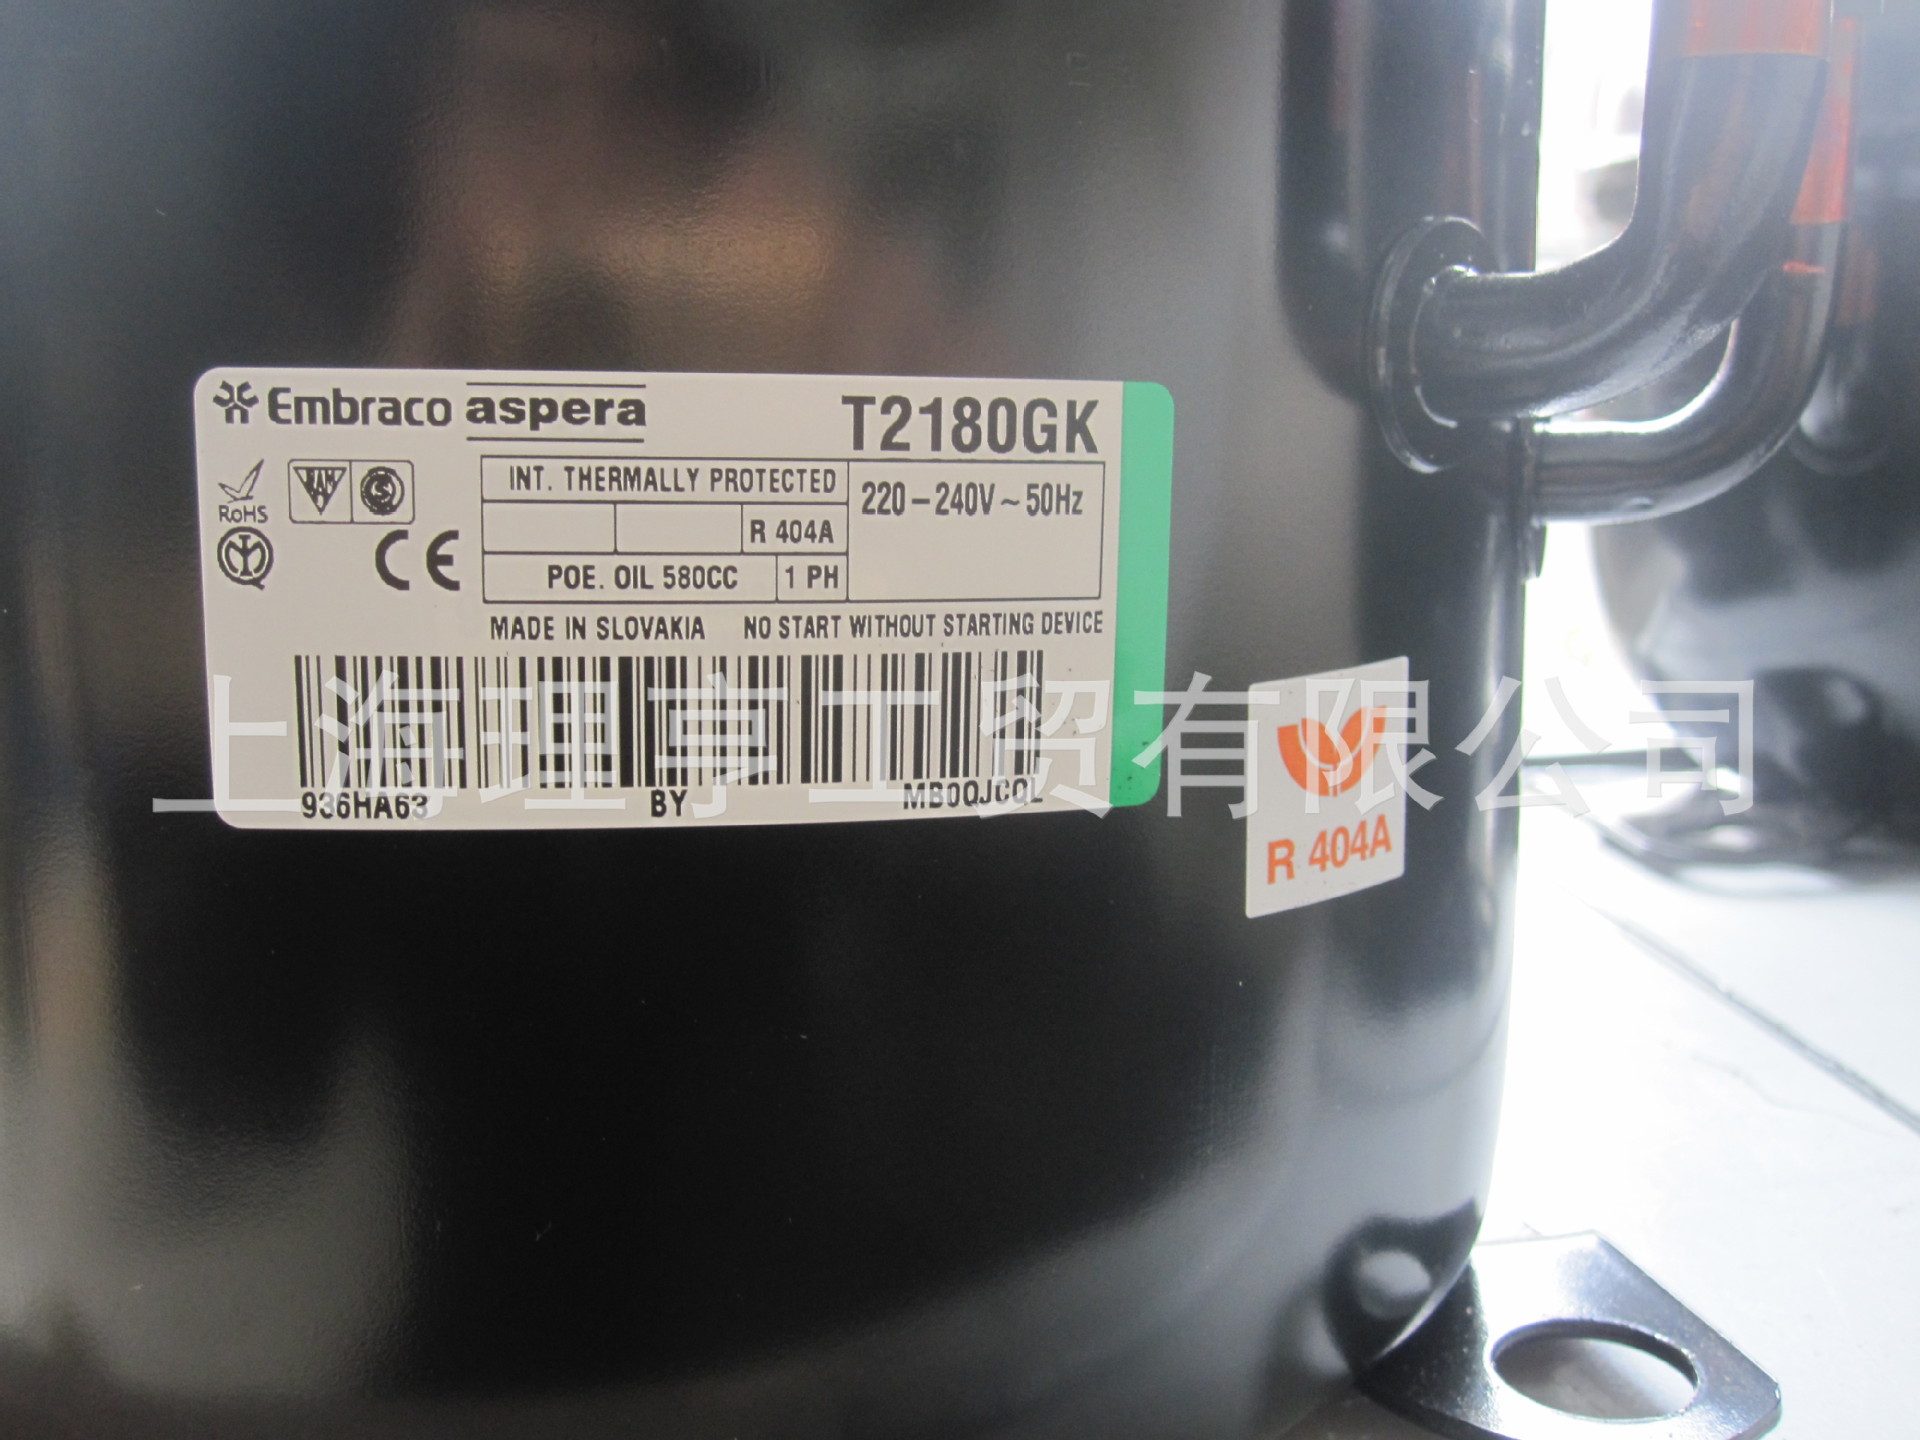 Embraco aspera T2180GK
RoHS
INT. THERMALLY PROTECTED
220-240V~50Hz
R 404A
CE
POE. OIL 580CC
1 PH
MADE IN SLOVAKIA NO START WITHOUT STARTING DEVICE
上海理亨工贸有限公司
936HA63 BY MB0QJCQL
R 404A